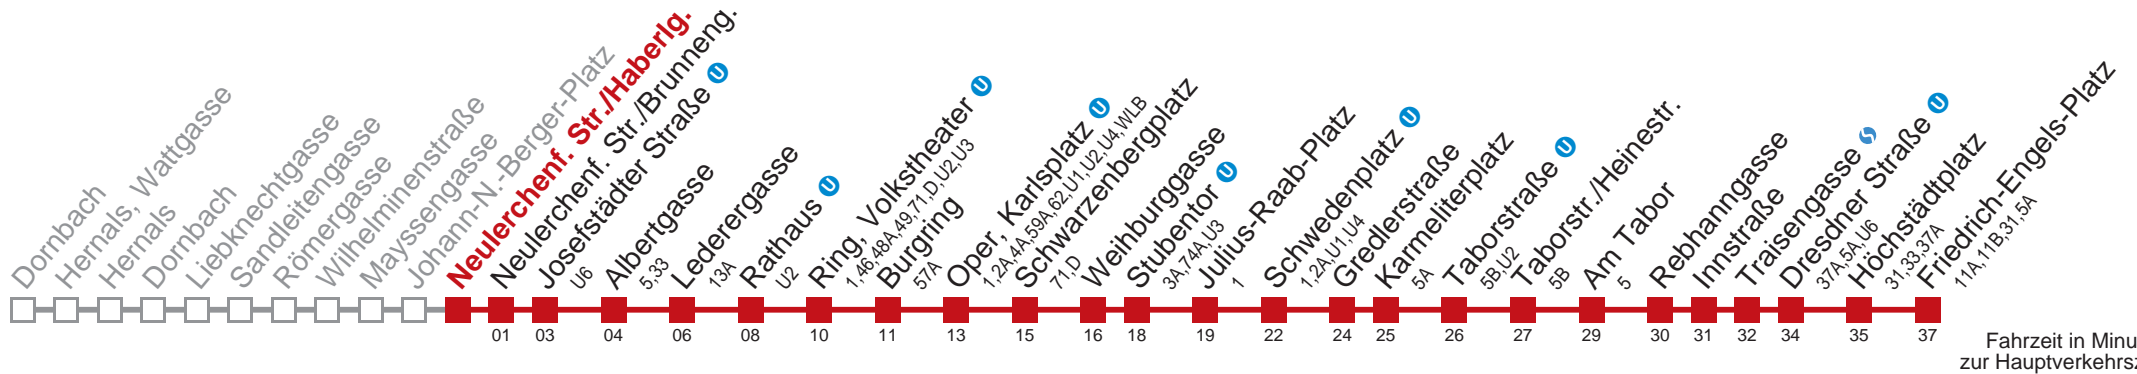 Dornbach
Hernals, Wattgasse
Hernals
Dornbach
Liebknechtgasse
Sandleitengasse
Römergasse
Wilhelminenstraße
Mayssengasse
Johann-N.-Berger-Platz
Neulerchenf. Str./Haberlg.
Neulerchenf. Str./Brunneng.
01
Josefstädter Straße U
U6
03
Albertgasse
5,33
04
Lederergasse
13A
06
Rathaus U
U2
08
Ring, Volkstheater U
1,46,48A,49,71,D,U2,U3
10
Burgring
57A
11
Oper, Karlsplatz U
1,2A,4A,59A,62,U1,U2,U4,WLB
13
Schwarzenbergplatz
71,D
15
Weihburggasse
16
Stubentor U
3A,74A,U3
18
Julius-Raab-Platz
1
19
Schwedenplatz U
1,2A,U1,U4
22
Gredlerstraße
24
Karmeliterplatz
5A
25
Taborstraße U
5B,U2
26
Taborstr./Heinestr.
5B
27
Am Tabor
5
29
Rebhanngasse
30
Innstraße
31
Traisengasse S
32
Dresdner Straße U
37A,5A,U6
34
Höchstädtplatz
31,33,37A
35
Friedrich-Engels-Platz
11A,11B,31,5A
37
Fahrzeit in Minu
zur Hauptverkehrsz